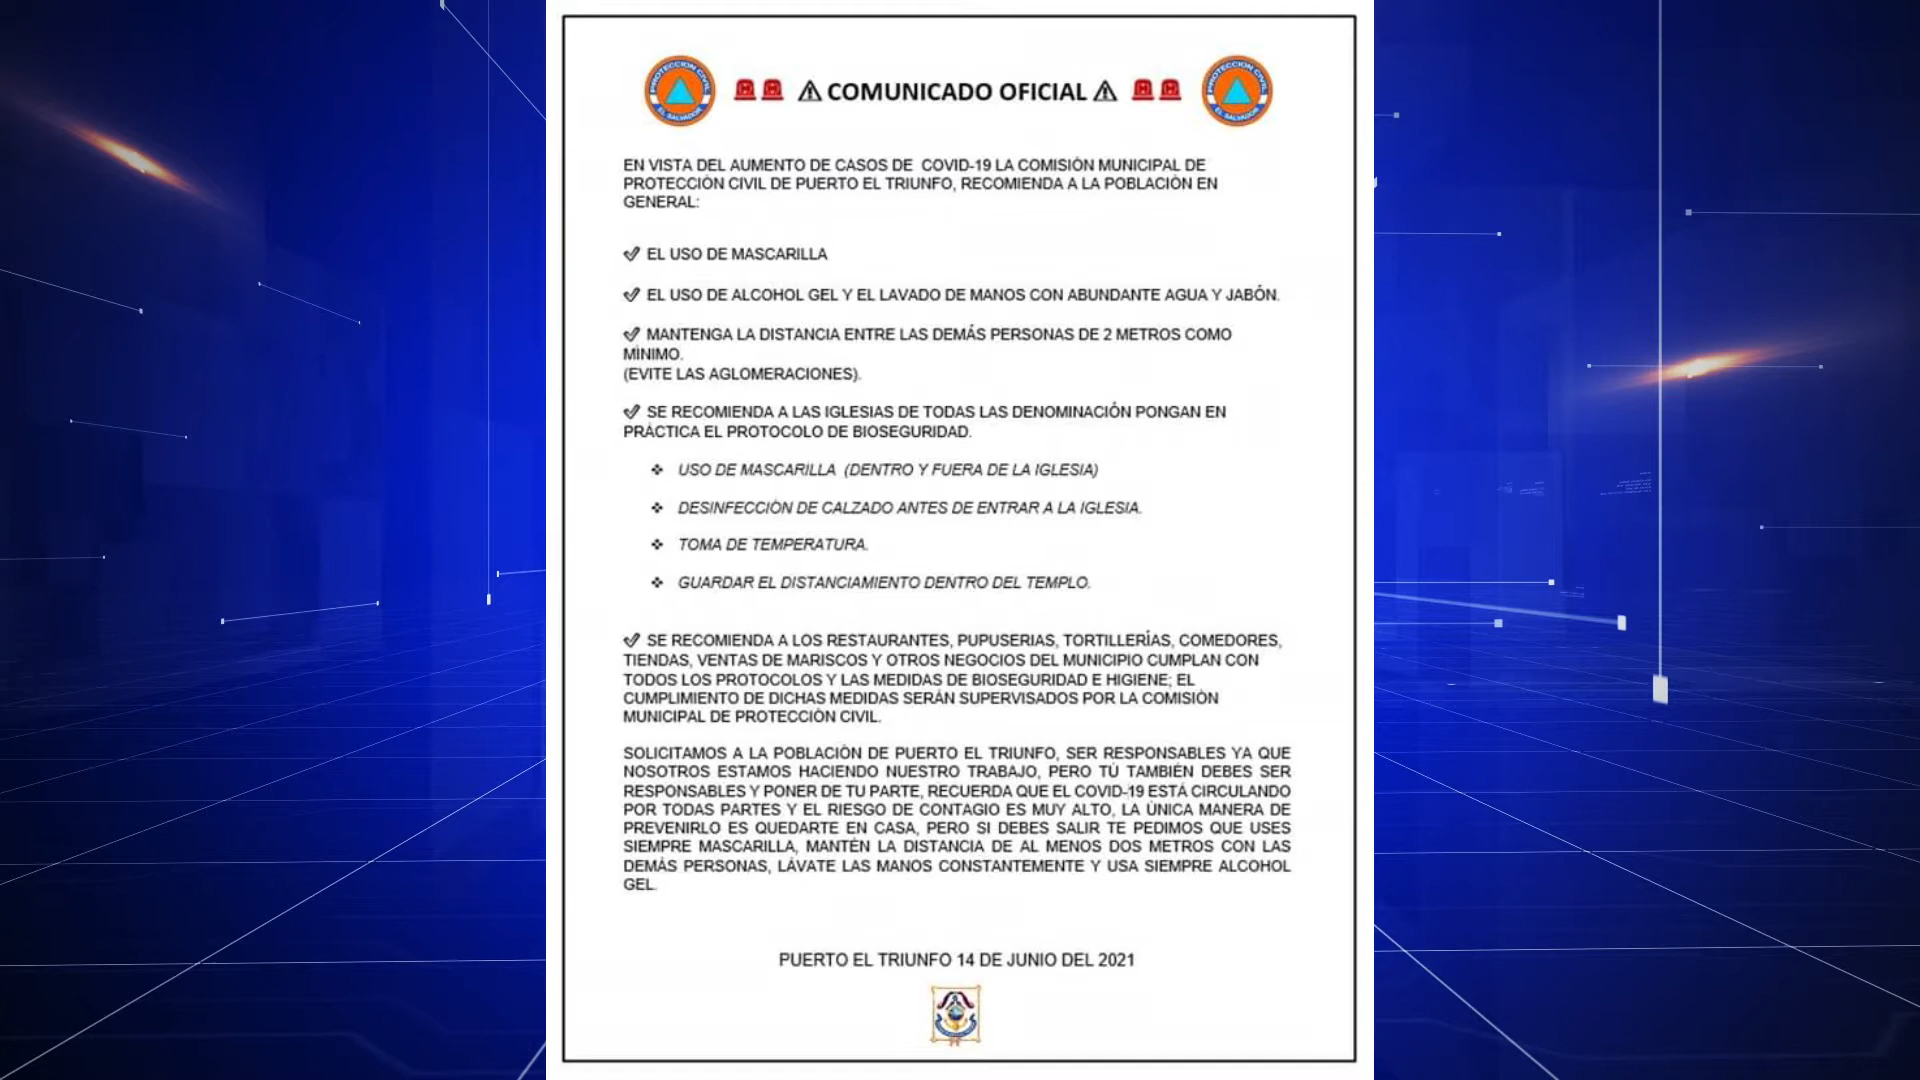 PROTECCION CIVIL
EL SALVADOR
COMUNICADO OFICIAL
PROTECCION CIVIL
EL SALVADOR
EN VISTA DEL AUMENTO DE CASOS DE COVID-19 LA COMISIÓN MUNICIPAL DE
PROTECCIÓN CIVIL DE PUERTO EL TRIUNFO, RECOMIENDA A LA POBLACIÓN EN
GENERAL:
EL USO DE MASCARILLA
EL USO DE ALCOHOL GEL Y EL LAVADO DE MANOS CON ABUNDANTE AGUA Y JABÓN.
MANTENGA LA DISTANCIA ENTRE LAS DEMÁS PERSONAS DE 2 METROS COMO
MÍNIMO.
(EVITE LAS AGLOMERACIONES).
SE RECOMIENDA A LAS IGLESIAS DE TODAS LAS DENOMINACIÓN PONGAN EN
PRÁCTICA EL PROTOCOLO DE BIOSEGURIDAD.
❖ USO DE MASCARILLA (DENTRO Y FUERA DE LA IGLESIA)
❖ DESINFECCIÓN DE CALZADO ANTES DE ENTRAR A LA IGLESIA.
❖ TOMA DE TEMPERATURA.
❖ GUARDAR EL DISTANCIAMIENTO DENTRO DEL TEMPLO.
SE RECOMIENDA A LOS RESTAURANTES, PUPUSERIAS, TORTILLERÍAS, COMEDORES,
TIENDAS, VENTAS DE MARISCOS Y OTROS NEGOCIOS DEL MUNICIPIO CUMPLAN CON
TODOS LOS PROTOCOLOS Y LAS MEDIDAS DE BIOSEGURIDAD E HIGIENE; EL
CUMPLIMIENTO DE DICHAS MEDIDAS SERÁN SUPERVISADOS POR LA COMISIÓN
MUNICIPAL DE PROTECCIÓN CIVIL.
SOLICITAMOS A LA POBLACIÓN DE PUERTO EL TRIUNFO, SER RESPONSABLES YA QUE
NOSOTROS ESTAMOS HACIENDO NUESTRO TRABAJO, PERO TÚ TAMBIÉN DEBES SER
RESPONSABLES Y PONER DE TU PARTE, RECUERDA QUE EL COVID-19 ESTÁ CIRCULANDO
POR TODAS PARTES Y EL RIESGO DE CONTAGIO ES MUY ALTO, LA ÚNICA MANERA DE
PREVENIRLO ES QUEDARTE EN CASA, PERO SI DEBES SALIR TE PEDIMOS QUE USES
SIEMPRE MASCARILLA, MANTÉN LA DISTANCIA DE AL MENOS DOS METROS CON LAS
DEMÁS PERSONAS, LÁVATE LAS MANOS CONSTANTEMENTE Y USA SIEMPRE ALCOHOL
GEL.
PUERTO EL TRIUNFO 14 DE JUNIO DEL 2021